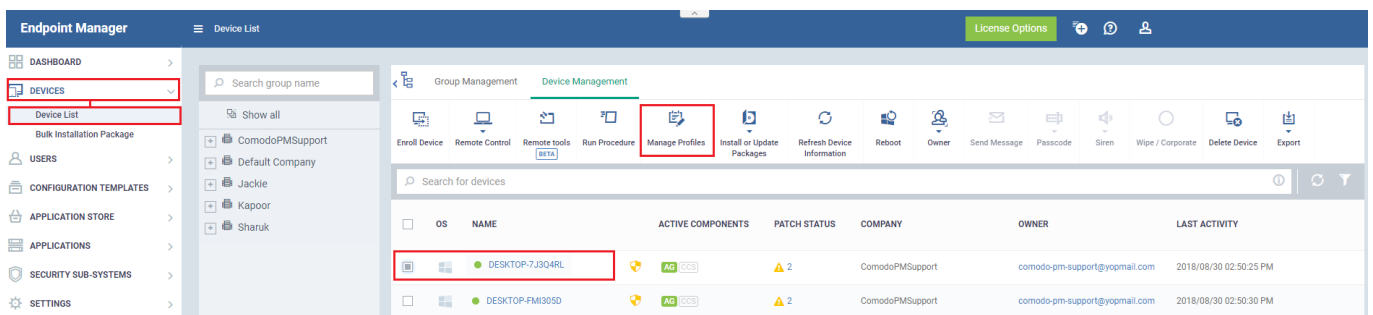 Endpoint Manager
Device List
License Options
DASHBOARD
DEVICES
Device List
Bulk Installation Package
USERS
CONFIGURATION TEMPLATES
APPLICATION STORE
APPLICATIONS
SECURITY SUB-SYSTEMS
SETTINGS
Search group name
Show all
ComodoPMSupport
Default Company
Jackie
Kapoor
Sharuk
Group Management Device Management
Enroll Device
Remote Control
Remote tools
BETA
Run Procedure
Manage Profiles
Install or Update
Packages
Refresh Device
Information
Reboot
Owner
Send Message
Passcode
Siren
Wipe / Corporate
Delete Device
Export
Search for devices
OS NAME ACTIVE COMPONENTS PATCH STATUS COMPANY OWNER LAST ACTIVITY
DESKTOP-7J3Q4RL AG CCS 2 ComodoPMSupport comodo-pm-support@yopmail.com 2018/08/30 02:50:25 PM
DESKTOP-FMI305D AG CCS 2 ComodoPMSupport comodo-pm-support@yopmail.com 2018/08/30 02:50:30 PM